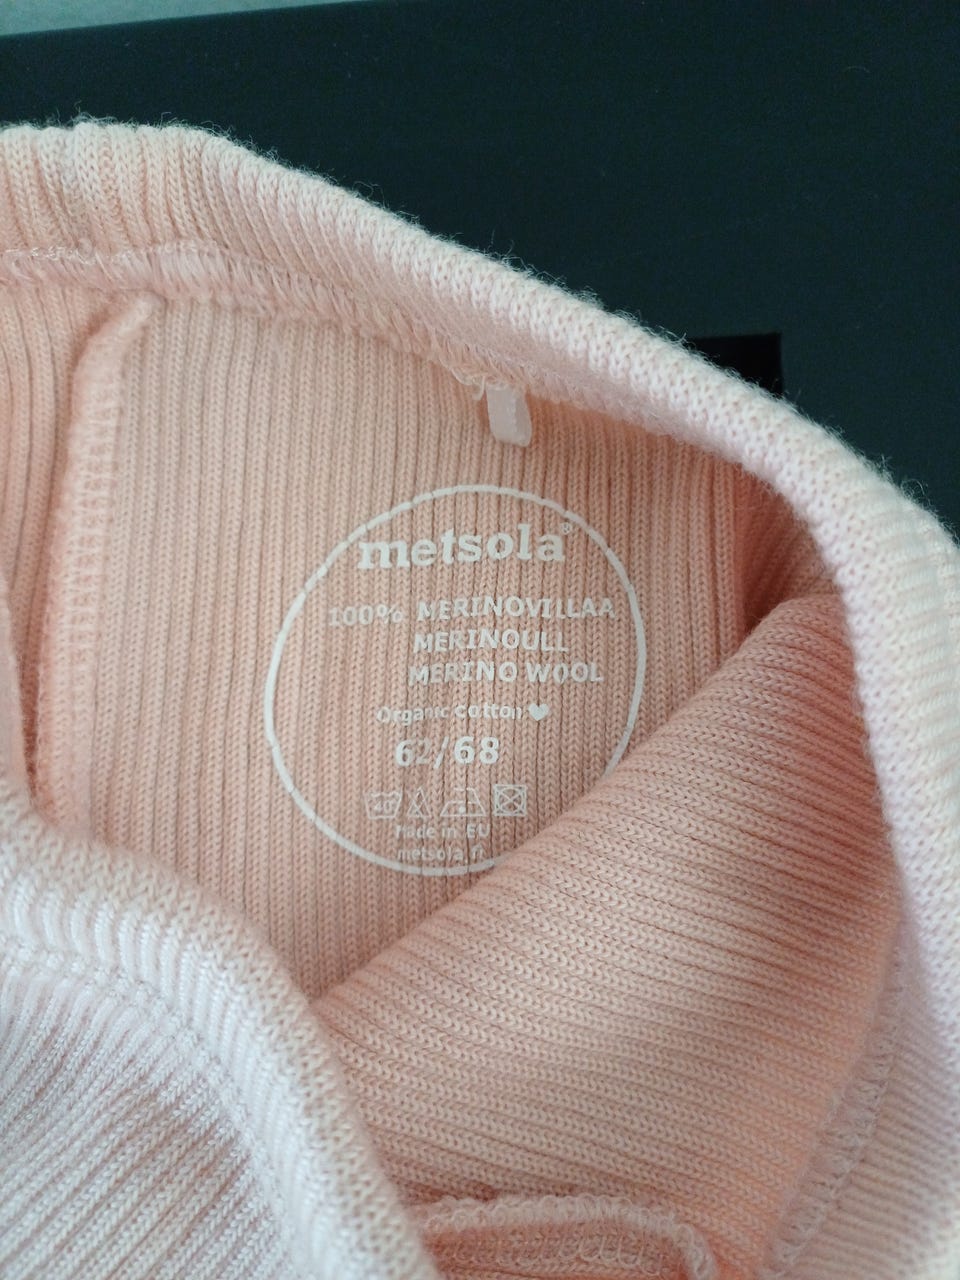 metsola®
100% MERINOVILLAA
MERINOULL
MERINO WOOL
Organic cotton
62/68
Made in EU
metsola.fi